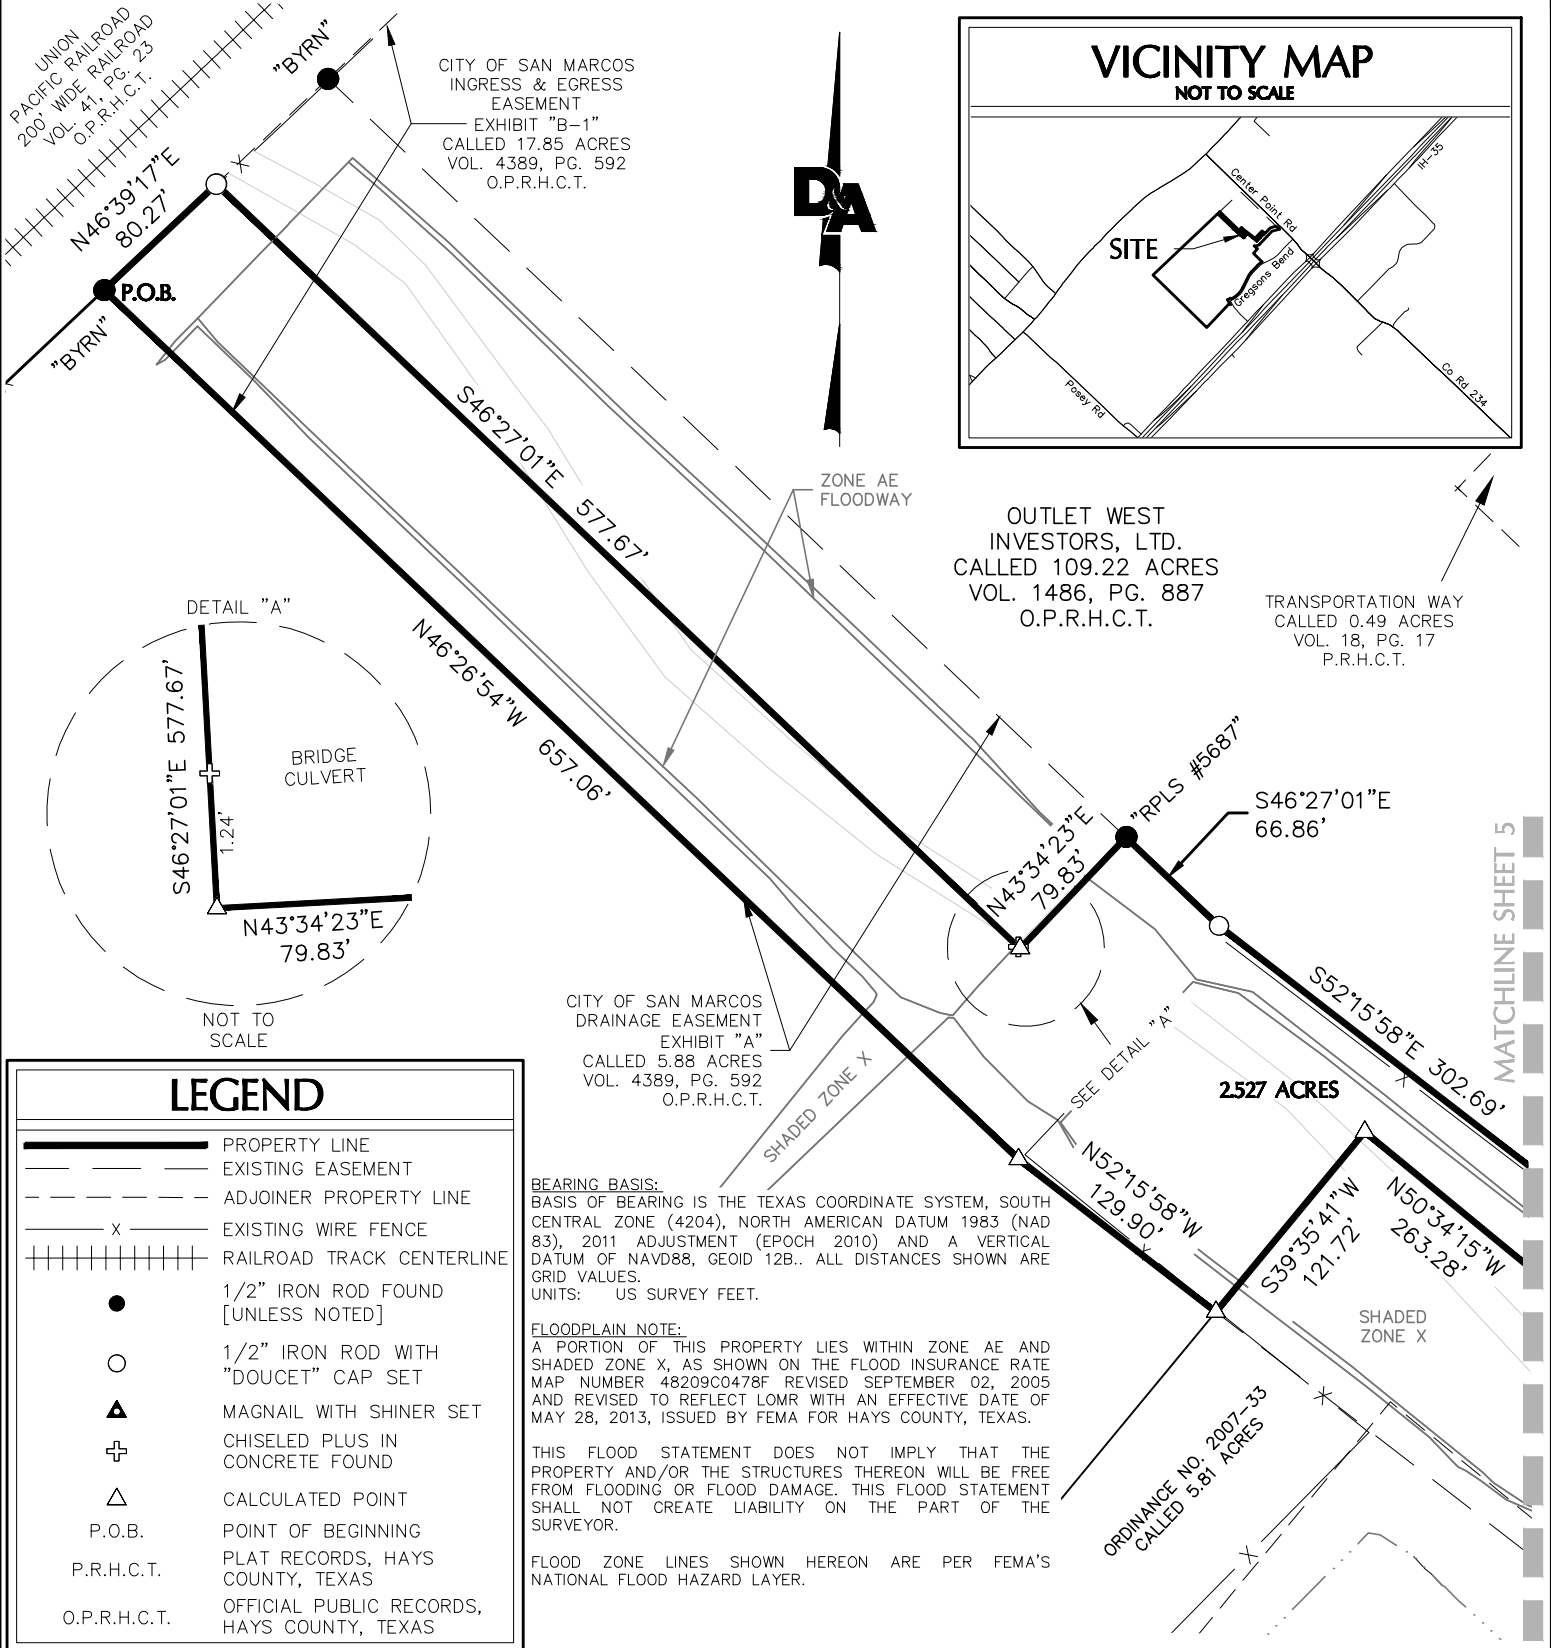 UNION
PACIFIC RAILROAD
200' WIDE RAILROAD
VOL. 41, PG. 23
O.P.R.H.C.T.
"BYRN"
CITY OF SAN MARCOS
INGRESS & EGRESS
EASEMENT
EXHIBIT "B-1"
CALLED 17.85 ACRES
VOL. 4389, PG. 592
O.P.R.H.C.T.
N46°39'17"E
80.27'
P.O.B.
"BYRN"
D&A
VICINITY MAP
NOT TO SCALE
IH-35
Center Point Rd
SITE
Gregsons Bend
Posey Rd
Co Rd 234
S46°27'01"E 577.67'
ZONE AE
FLOODWAY
OUTLET WEST
INVESTORS, LTD.
CALLED 109.22 ACRES
VOL. 1486, PG. 887
O.P.R.H.C.T.
TRANSPORTATION WAY
CALLED 0.49 ACRES
VOL. 18, PG. 17
P.R.H.C.T.
DETAIL "A"
S46°27'01"E 577.67'
1.24'
BRIDGE
CULVERT
N43°34'23"E
79.83'
NOT TO
SCALE
N46°26'54"W 657.06'
N43°34'23"E
79.83'
"RPLS #5687"
S46°27'01"E
66.86'
S52°15'58"E 302.69'
MATCHLINE SHEET 5
CITY OF SAN MARCOS
DRAINAGE EASEMENT
EXHIBIT "A"
CALLED 5.88 ACRES
VOL. 4389, PG. 592
O.P.R.H.C.T.
SHADED ZONE X
SEE DETAIL "A"
2.527 ACRES
N52°15'58"W
129.90'
S39°35'41"W
121.72'
N50°34'15"W
263.28'
SHADED
ZONE X
ORDINANCE NO. 2007-33
CALLED 5.81 ACRES
LEGEND
PROPERTY LINE
EXISTING EASEMENT
ADJOINER PROPERTY LINE
X EXISTING WIRE FENCE
RAILROAD TRACK CENTERLINE
1/2" IRON ROD FOUND
[UNLESS NOTED]
1/2" IRON ROD WITH
"DOUCET" CAP SET
MAGNAIL WITH SHINER SET
CHISELED PLUS IN
CONCRETE FOUND
CALCULATED POINT
P.O.B. POINT OF BEGINNING
P.R.H.C.T. PLAT RECORDS, HAYS
COUNTY, TEXAS
O.P.R.H.C.T. OFFICIAL PUBLIC RECORDS,
HAYS COUNTY, TEXAS
BEARING BASIS:
BASIS OF BEARING IS THE TEXAS COORDINATE SYSTEM, SOUTH
CENTRAL ZONE (4204), NORTH AMERICAN DATUM 1983 (NAD
83), 2011 ADJUSTMENT (EPOCH 2010) AND A VERTICAL
DATUM OF NAVD88, GEOID 12B.. ALL DISTANCES SHOWN ARE
GRID VALUES.
UNITS: US SURVEY FEET.
FLOODPLAIN NOTE:
A PORTION OF THIS PROPERTY LIES WITHIN ZONE AE AND
SHADED ZONE X, AS SHOWN ON THE FLOOD INSURANCE RATE
MAP NUMBER 48209C0478F REVISED SEPTEMBER 02, 2005
AND REVISED TO REFLECT LOMR WITH AN EFFECTIVE DATE OF
MAY 28, 2013, ISSUED BY FEMA FOR HAYS COUNTY, TEXAS.
THIS FLOOD STATEMENT DOES NOT IMPLY THAT THE
PROPERTY AND/OR THE STRUCTURES THEREON WILL BE FREE
FROM FLOODING OR FLOOD DAMAGE. THIS FLOOD STATEMENT
SHALL NOT CREATE LIABILITY ON THE PART OF THE
SURVEYOR.
FLOOD ZONE LINES SHOWN HEREON ARE PER FEMA'S
NATIONAL FLOOD HAZARD LAYER.